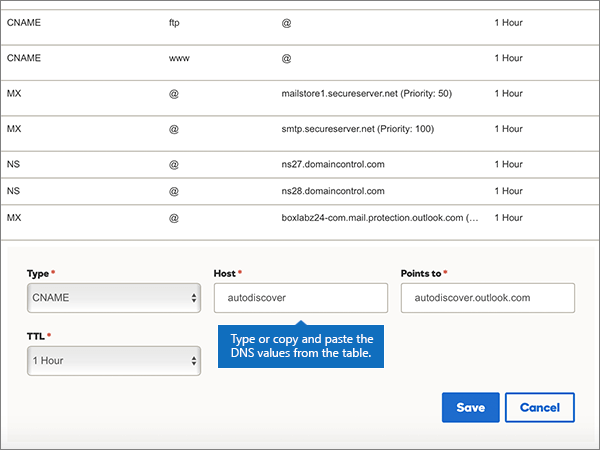 CNAME ftp @ 1 Hour
CNAME www @ 1 Hour
MX @ mailstore1.secureserver.net (Priority: 50) 1 Hour
MX @ smtp.secureserver.net (Priority: 100) 1 Hour
NS @ ns27.domaincontrol.com 1 Hour
NS @ ns28.domaincontrol.com 1 Hour
MX @ boxlabz24-com.mail.protection.outlook.com (... 1 Hour
Type * Host * Points to *
CNAME autodiscover autodiscover.outlook.com
TTL *
1 Hour
Type or copy and paste the
DNS values from the table.
Save Cancel